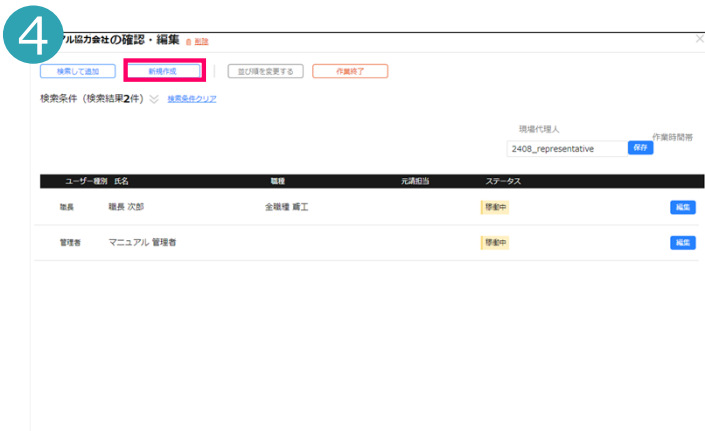 4
アル協力会社の確認・編集 削除
検索して追加 新規作成 並び順を変更する 作業終了
検索条件（検索結果2件） 検索条件クリア
現場代理人
作業時間帯
2408_representative 保存
ユーザー種別 氏名 職種 元請担当 ステータス
職長 職長 次郎 全職種 鳶工 稼働中 編集
管理者 マニュアル 管理者 稼働中 編集